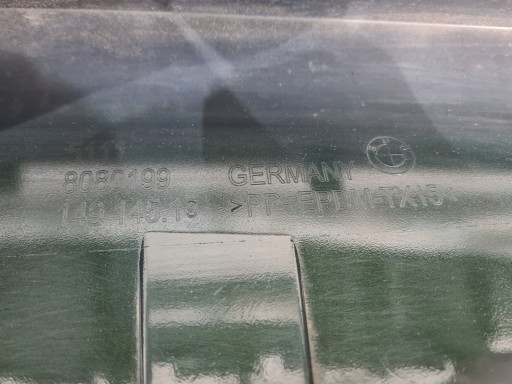 8080199
GERMANY
149.145.13
>PP+EPDM-TX15<